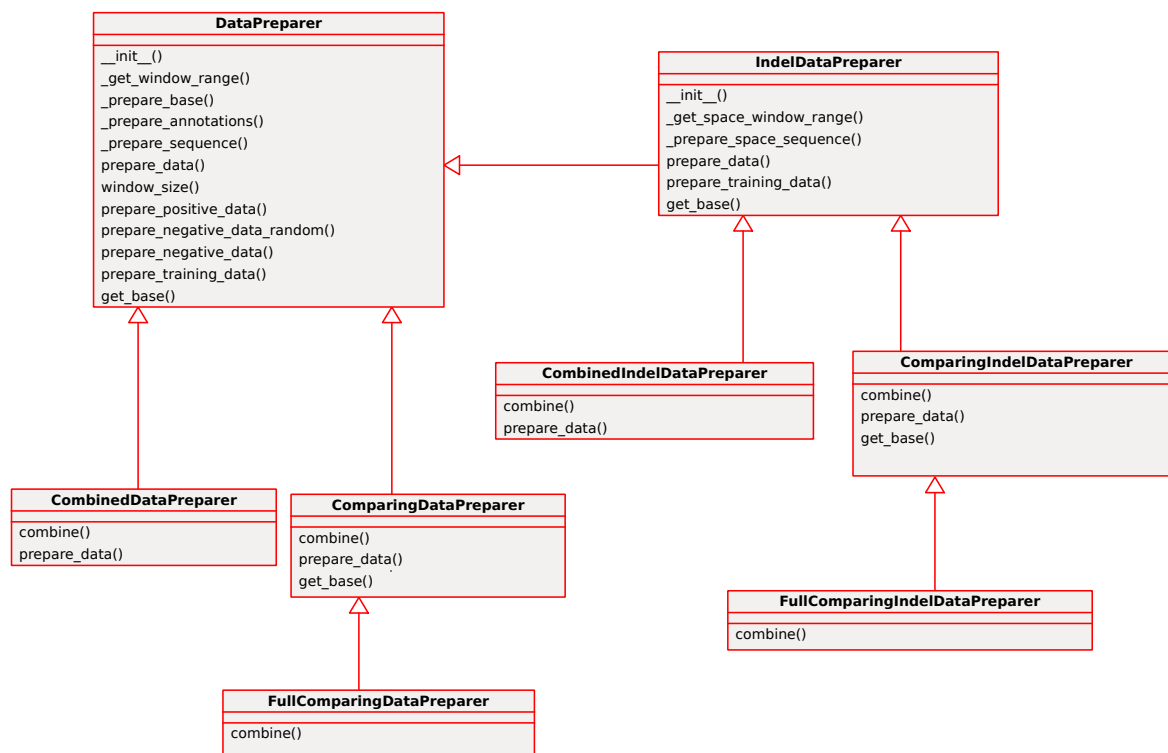 DataPreparer
__init__()
_get_window_range()
_prepare_base()
_prepare_annotations()
_prepare_sequence()
prepare_data()
window_size()
prepare_positive_data()
prepare_negative_data_random()
prepare_negative_data()
prepare_training_data()
get_base()
IndelDataPreparer
__init__()
_get_space_window_range()
_prepare_space_sequence()
prepare_data()
prepare_training_data()
get_base()
CombinedIndelDataPreparer
combine()
prepare_data()
ComparingIndelDataPreparer
combine()
prepare_data()
get_base()
CombinedDataPreparer
combine()
prepare_data()
ComparingDataPreparer
combine()
prepare_data()
get_base()
FullComparingIndelDataPreparer
combine()
FullComparingDataPreparer
combine()